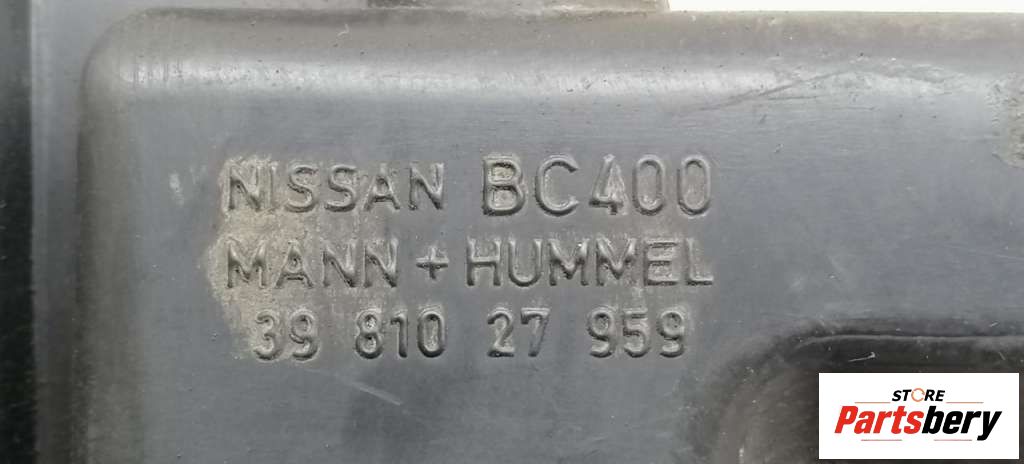 NISSAN BC400
MANN+HUMMEL
39 810 27 959
STORE
Partsbery